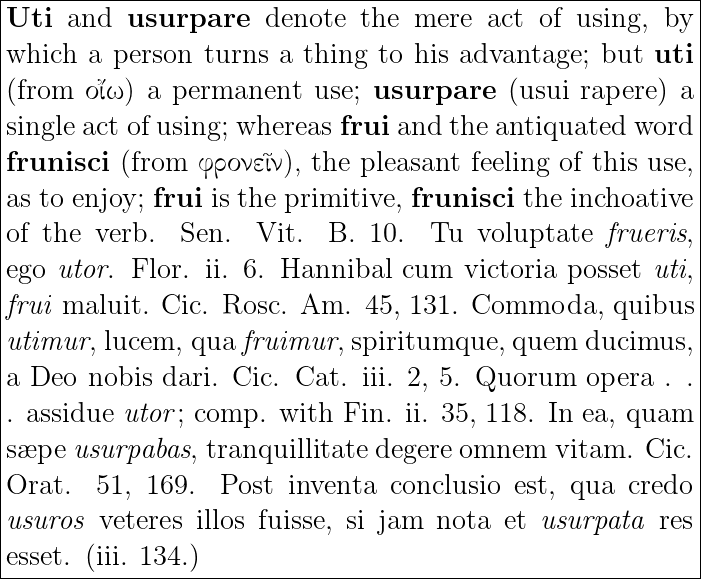 Uti and usurpare denote the mere act of using, by
which a person turns a thing to his advantage; but uti
(from οἴω) a permanent use; usurpare (usui rapere) a
single act of using; whereas frui and the antiquated word
frunisci (from φρονεῖν), the pleasant feeling of this use,
as to enjoy; frui is the primitive, frunisci the inchoative
of the verb. Sen. Vit. B. 10. Tu voluptate frueris,
ego utor. Flor. ii. 6. Hannibal cum victoria posset uti,
frui maluit. Cic. Rosc. Am. 45, 131. Commoda, quibus
utimur, lucem, qua fruimur, spiritumque, quem ducimus,
a Deo nobis dari. Cic. Cat. iii. 2, 5. Quorum opera . .
. assidue utor; comp. with Fin. ii. 35, 118. In ea, quam
sæpe usurpabas, tranquillitate degere omnem vitam. Cic.
Orat. 51, 169. Post inventa conclusio est, qua credo
usuros veteres illos fuisse, si jam nota et usurpata res
esset. (iii. 134.)